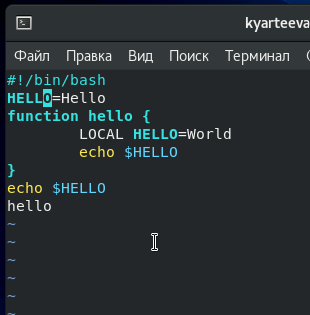 kyarteeva
Файл Правка Вид Поиск Терминал
#!/bin/bash
HELLO=Hello
function hello {
        LOCAL HELLO=World
        echo $HELLO
}
echo $HELLO
hello
~
~
~
~
~
~